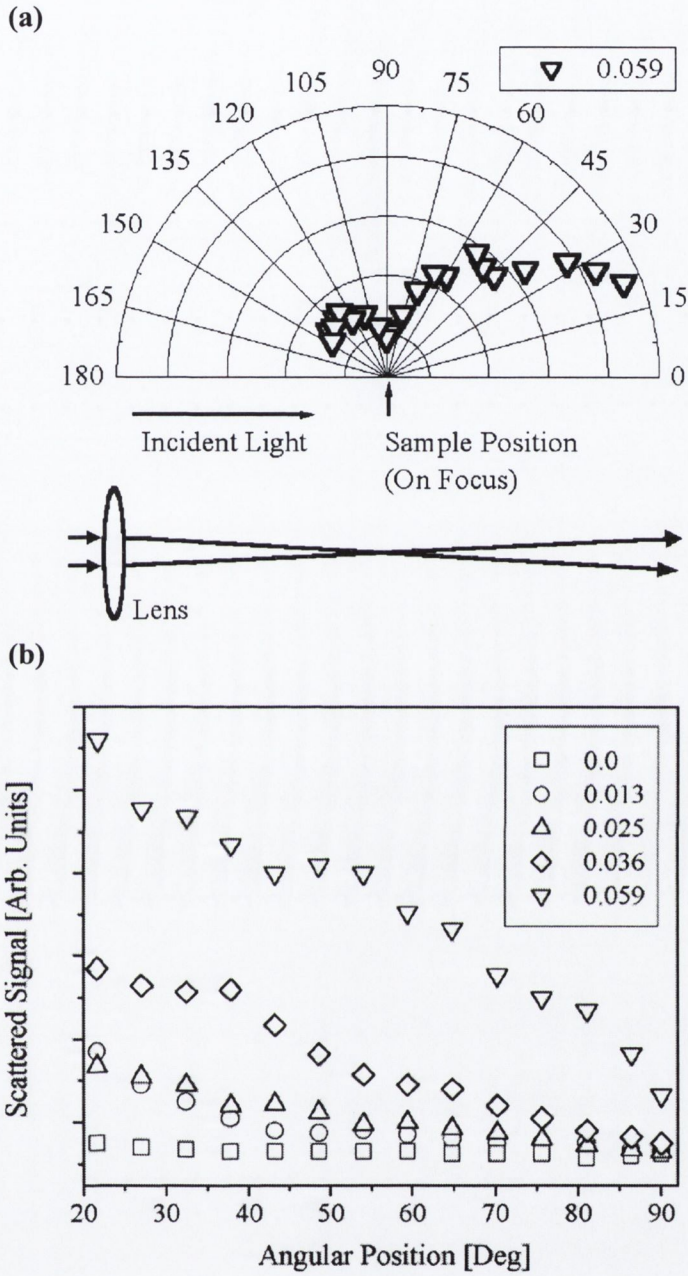 (a)
0.059
90
105
75
120
60
135
45
150
30
165
15
180
0
Incident Light
Sample Position
(On Focus)
Lens
(b)
Scattered Signal [Arb. Units]
0.0
0.013
0.025
0.036
0.059
20 30 40 50 60 70 80 90
Angular Position [Deg]